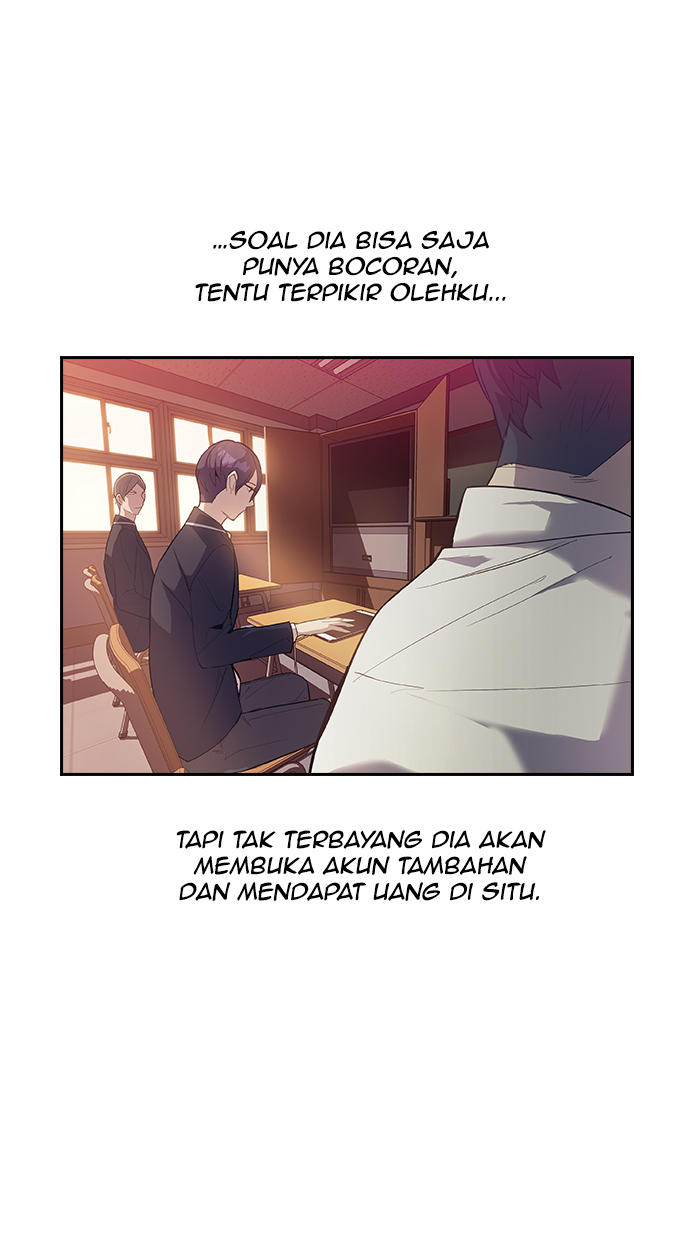 ...SOAL DIA BISA SAJA
PUNYA BOCORAN,
TENTU TERPIKIR OLEHKU...
TAPI TAK TERBAYANG DIA AKAN
MEMBUKA AKUN TAMBAHAN
DAN MENDAPAT UANG DI SITU.